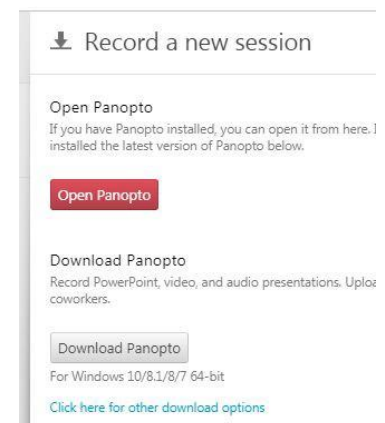 Record a new session
Open Panopto
If you have Panopto installed, you can open it from here.
installed the latest version of Panopto below.
Open Panopto
Download Panopto
Record PowerPoint, video, and audio presentations.
coworkers.
Download Panopto
For Windows 10/8.1/8/7 64-bit
Click here for other download options